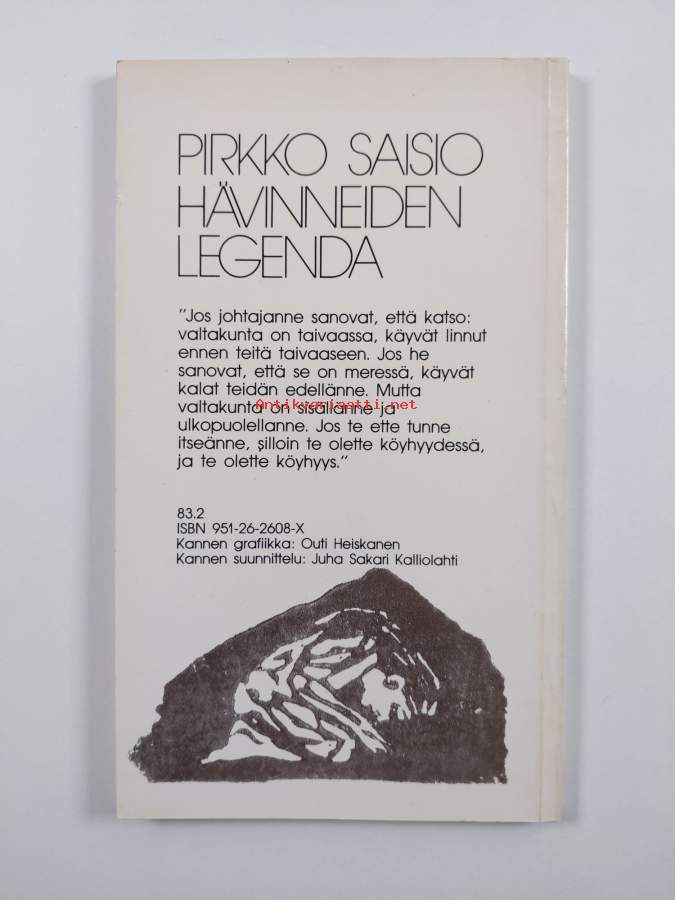 PIRKKO SAISIO
HÄVINNEIDEN
LEGENDA
"Jos johtajanne sanovat, että katso:
valtakunta on taivaassa, käyvät linnut
ennen teitä taivaaseen. Jos he
sanovat, että se on meressä, käyvät
kalat teidän edellänne. Mutta
valtakunta on sisällänne ja
Antikvariaatti.net
ulkopuolellanne. Jos te ette tunne
itseänne, silloin te olette köyhyydessä,
ja te olette köyhyys."
83.2
ISBN 951-26-2608-X
Kannen grafiikka: Outi Heiskanen
Kannen suunnittelu: Juha Sakari Kalliolahti